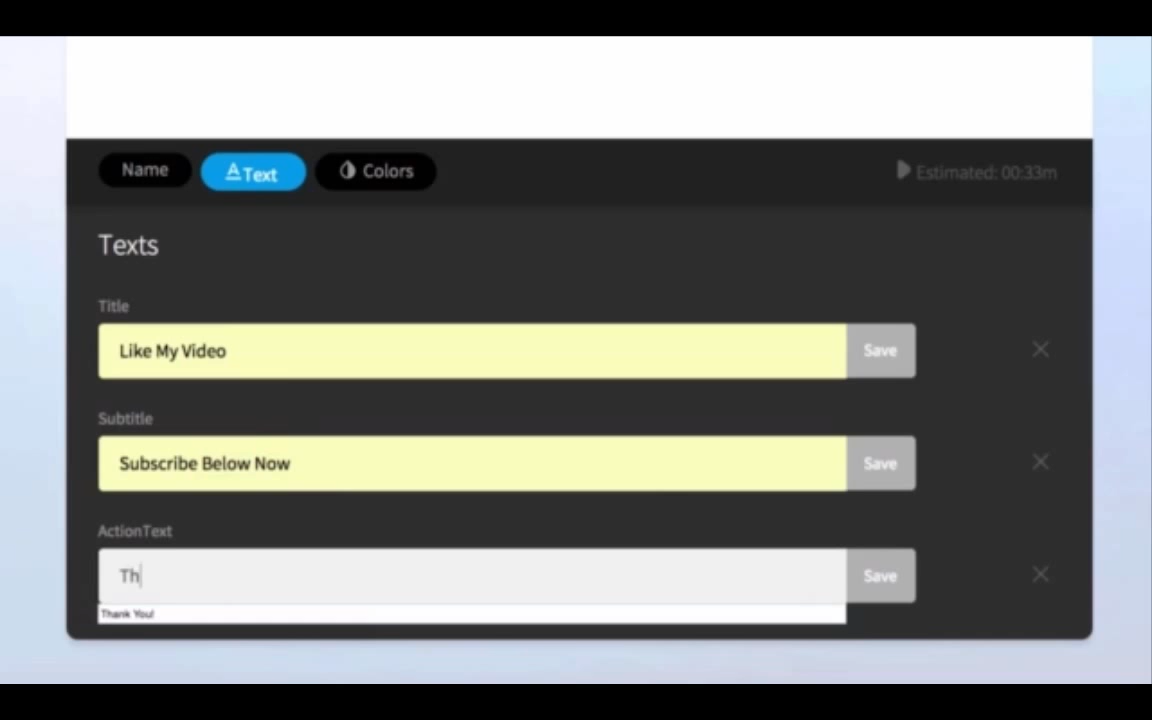 Name
Text
Colors
Estimated: 00:33m
Texts
Title
Like My Video
Save
Subtitle
Subscribe Below Now
Save
ActionText
Th
Save
Thank You!